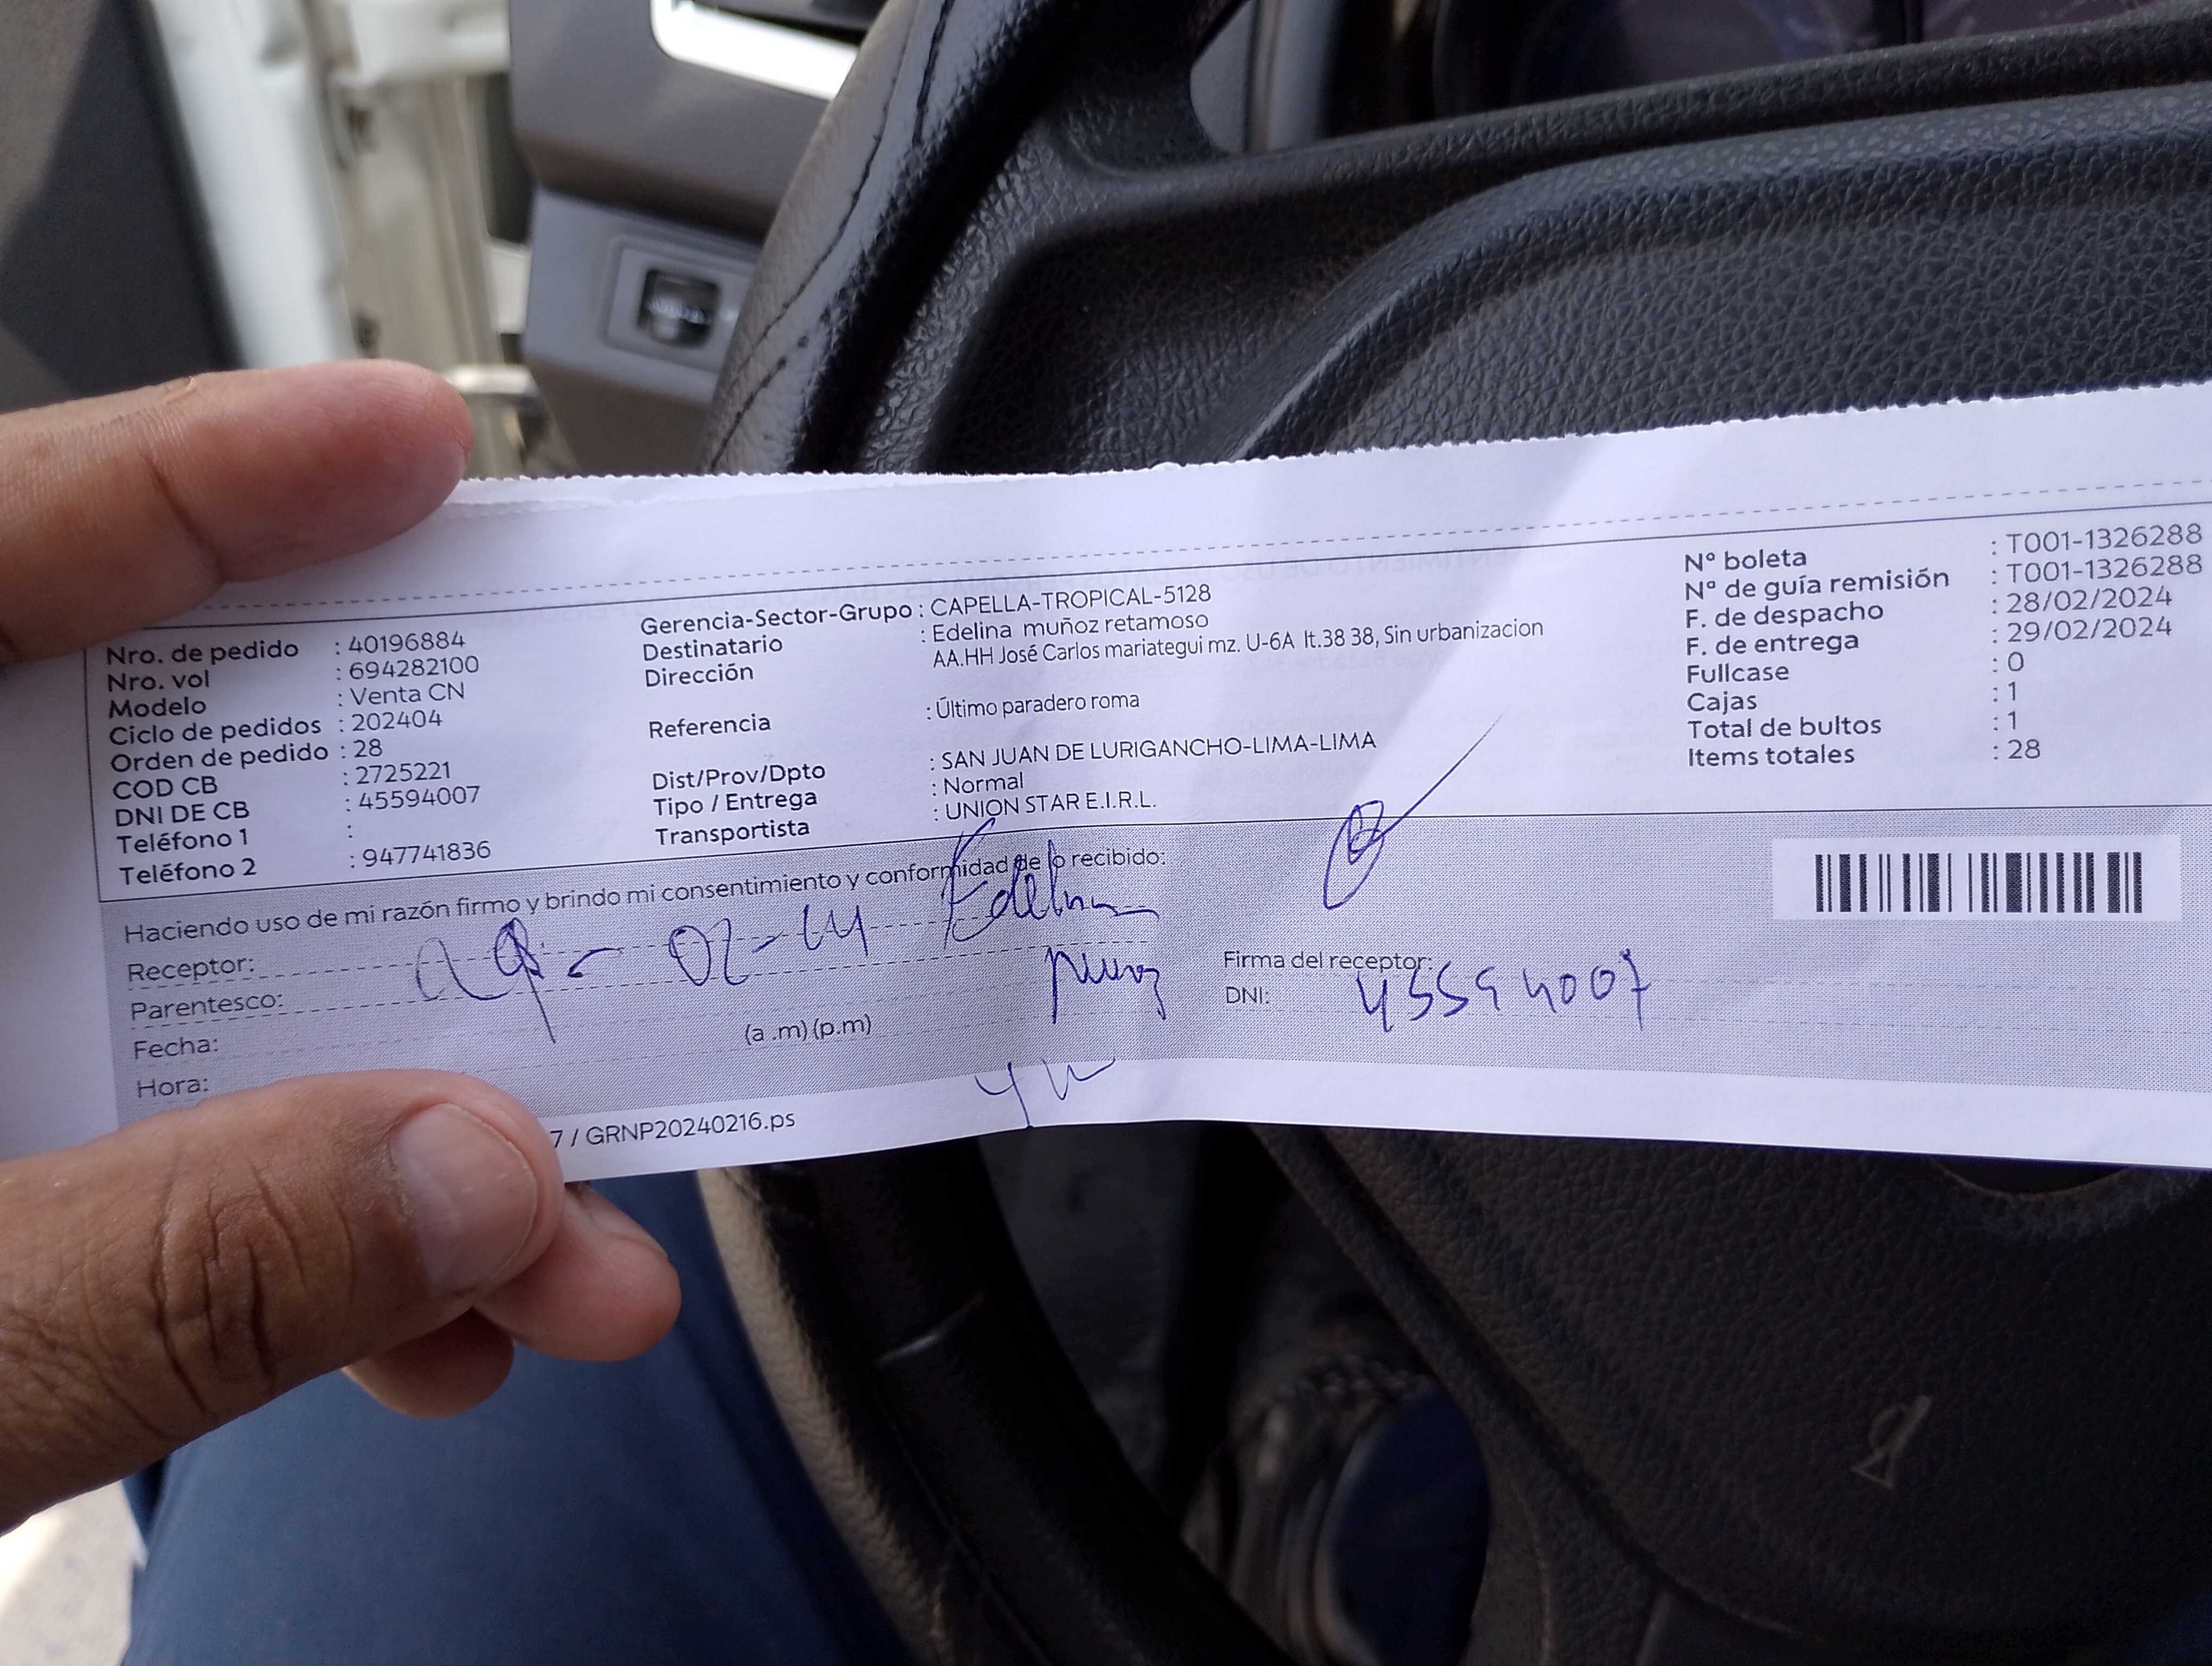 Nro. de pedido : 40196884
Nro. vol : 694282100
Modelo : Venta CN
Ciclo de pedidos : 202404
Orden de pedido : 28
COD CB : 2725221
DNI DE CB : 45594007
Teléfono 1 :
Teléfono 2 : 947741836
Gerencia-Sector-Grupo : CAPELLA-TROPICAL-5128
Destinatario : Edelina muñoz retamoso
Dirección AA.HH José Carlos mariategui mz. U-6A lt.38 38, Sin urbanizacion
Referencia : Último paradero roma
Dist/Prov/Dpto : SAN JUAN DE LURIGANCHO-LIMA-LIMA
Tipo / Entrega : Normal
Transportista : UNION STAR E.I.R.L.
Nº boleta : T001-1326288
Nº de guía remisión : T001-1326288
F. de despacho : 28/02/2024
F. de entrega : 29/02/2024
Fullcase : 0
Cajas : 1
Total de bultos : 1
Items totales : 28
Haciendo uso de mi razón firmo y brindo mi consentimiento y conformidad de lo recibido:
Receptor: Edelina
Parentesco:
Fecha:
Hora: (a .m) (p.m)
Firma del receptor:
DNI: 45594007
7 / GRNP20240216.ps